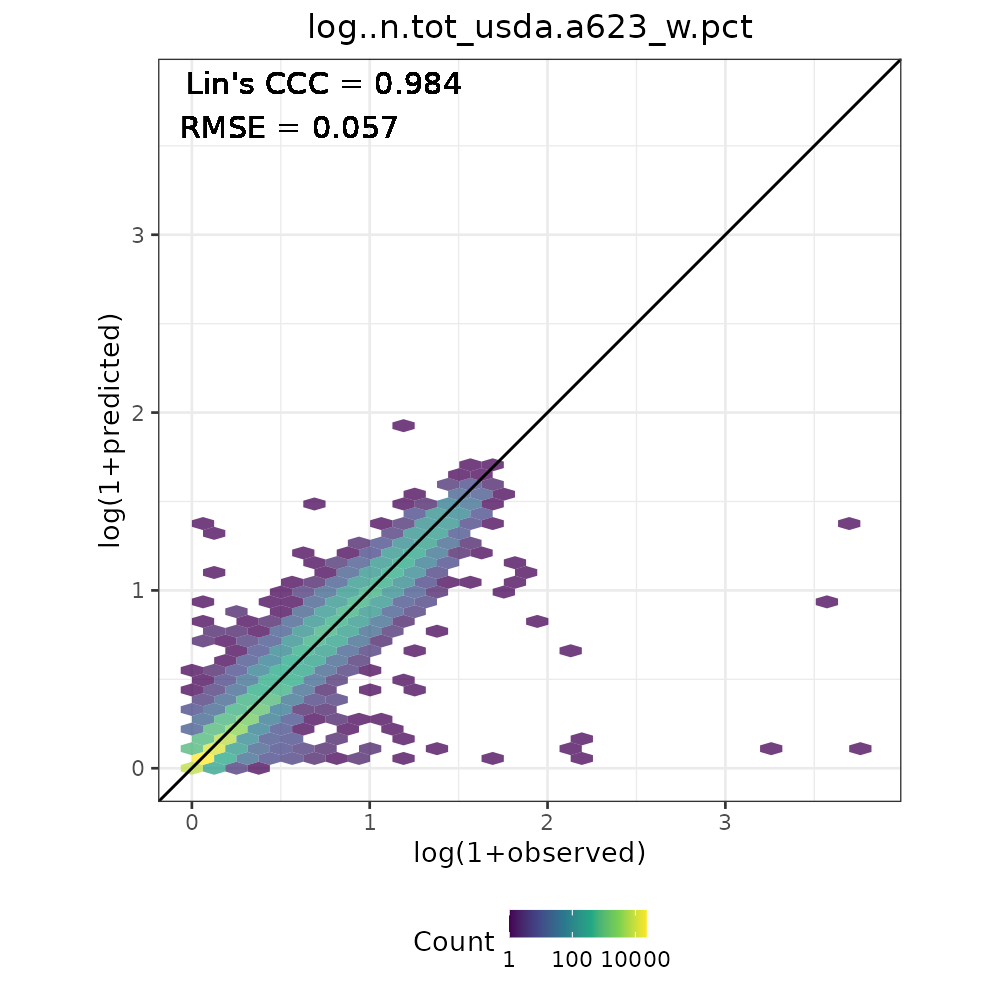 log..n.tot_usda.a623_w.pct
Lin's CCC = 0.984
RMSE = 0.057
3
2
1
0
log(1+predicted)
0 1 2 3
log(1+observed)
Count
1 100 10000